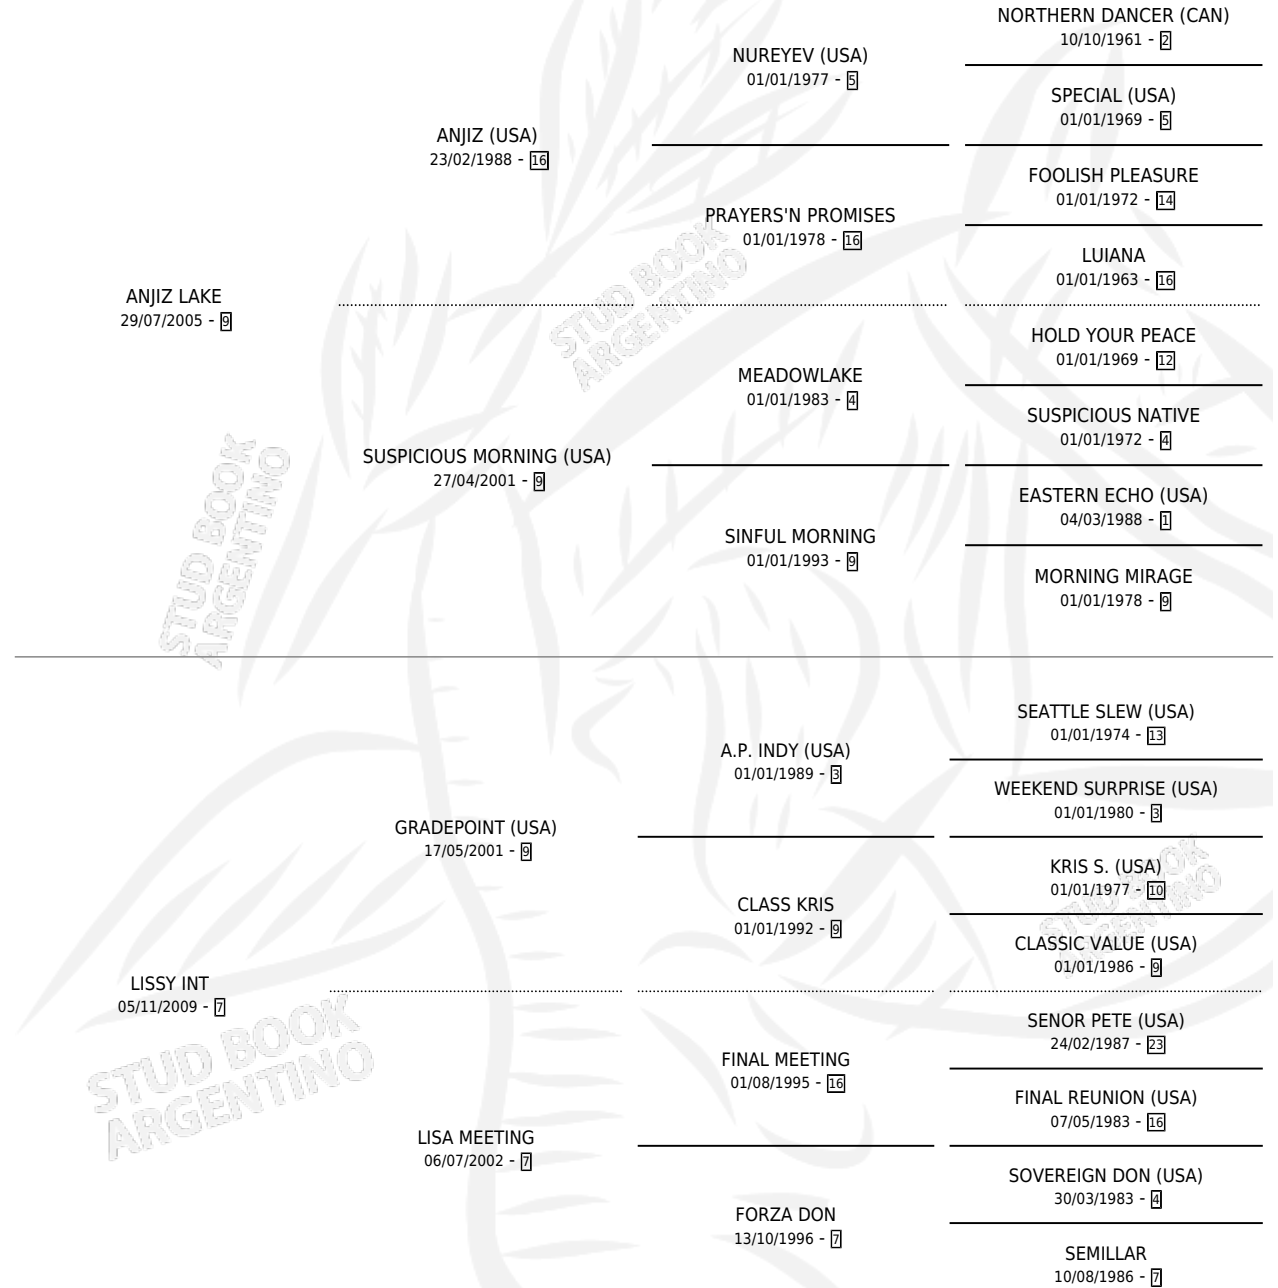 NORTHERN DANCER (CAN)
10/10/1961 - 2
NUREYEV (USA)
01/01/1977 - 5
SPECIAL (USA)
01/01/1969 - 5
ANJIZ (USA)
23/02/1988 - 16
FOOLISH PLEASURE
01/01/1972 - 14
PRAYERS'N PROMISES
01/01/1978 - 16
LUIANA
01/01/1963 - 16
ANJIZ LAKE
29/07/2005 - 9
HOLD YOUR PEACE
01/01/1969 - 12
MEADOWLAKE
01/01/1983 - 4
SUSPICIOUS NATIVE
01/01/1972 - 4
SUSPICIOUS MORNING (USA)
27/04/2001 - 9
EASTERN ECHO (USA)
04/03/1988 - 1
SINFUL MORNING
01/01/1993 - 9
MORNING MIRAGE
01/01/1978 - 9
STUD BOOK
ARGENTINO
STUD BOOK
ARGENTINO
SEATTLE SLEW (USA)
01/01/1974 - 13
A.P. INDY (USA)
01/01/1989 - 3
WEEKEND SURPRISE (USA)
01/01/1980 - 3
GRADEPOINT (USA)
17/05/2001 - 9
KRIS S. (USA)
01/01/1977 - 10
CLASS KRIS
01/01/1992 - 9
CLASSIC VALUE (USA)
01/01/1986 - 9
LISSY INT
05/11/2009 - 7
SENOR PETE (USA)
24/02/1987 - 23
FINAL MEETING
01/08/1995 - 16
FINAL REUNION (USA)
07/05/1983 - 16
LISA MEETING
06/07/2002 - 7
SOVEREIGN DON (USA)
30/03/1983 - 4
FORZA DON
13/10/1996 - 7
SEMILLAR
10/08/1986 - 7
STUD BOOK
ARGENTINO
STUD BOOK
ARGENTINO